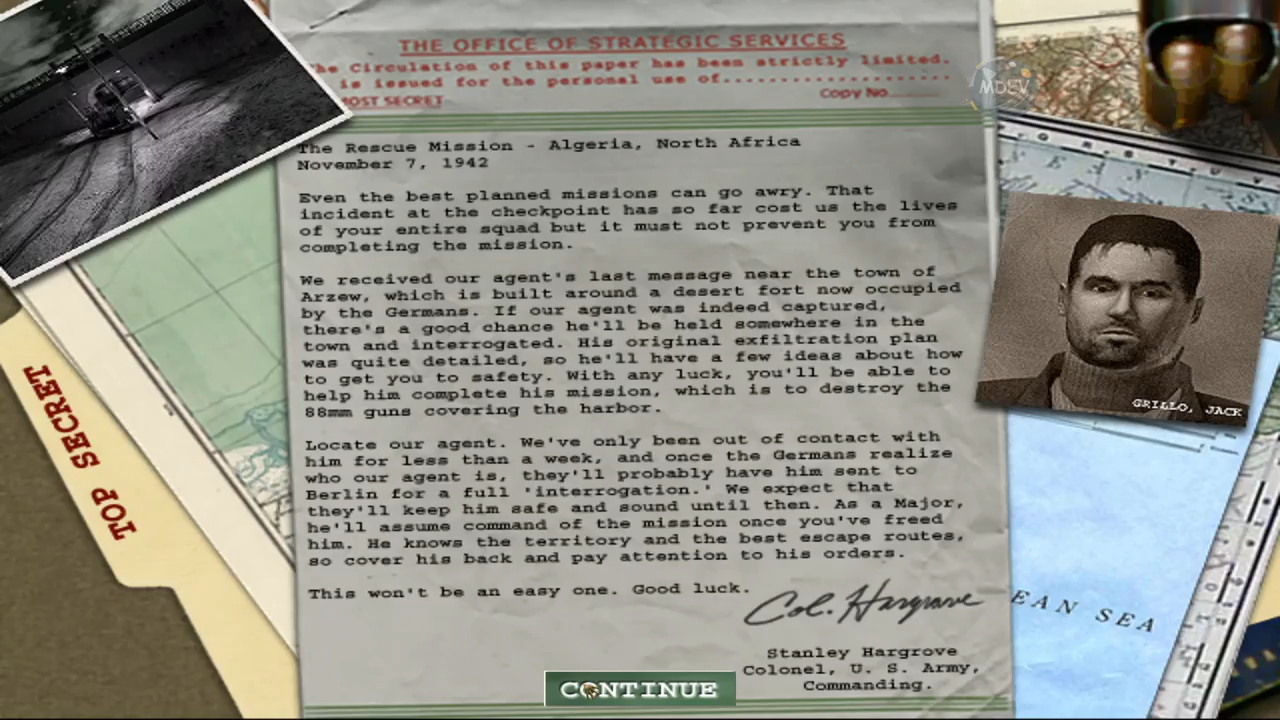 THE OFFICE OF STRATEGIC SERVICES
he Circulation of this paper has been strictly limited.
is issued for the personal use of
MOST SECRET
Copy No
MDEV
The Rescue Mission - Algeria, North Africa
November 7, 1942
Even the best planned missions can go awry. That
incident at the checkpoint has so far cost us the lives
of your entire squad but it must not prevent you from
completing the mission.
We received our agent's last message near the town of
Arzew, which is built around a desert fort now occupied
by the Germans. If our agent was indeed captured,
there's a good chance he'll be held somewhere in the
town and interrogated. His original exfiltration plan
was quite detailed, so he'll have a few ideas about how
to get you to safety. With any luck, you'll be able to
help him complete his mission, which is to destroy the
88mm guns covering the harbor.
Locate our agent. We've only been out of contact with
him for less than a week, and once the Germans realize
who our agent is, they'll probably have him sent to
Berlin for a full 'interrogation.' We expect that
they'll keep him safe and sound until then. As a Major,
he'll assume command of the mission once you've freed
him. He knows the territory and the best escape routes,
so cover his back and pay attention to his orders.
This won't be an easy one. Good luck.
Col. Hargrove
Stanley Hargrove
Colonel, U. S. Army,
Commanding.
CONTINUE
TOP SECRET
GRILLO, JACK
EAN SEA